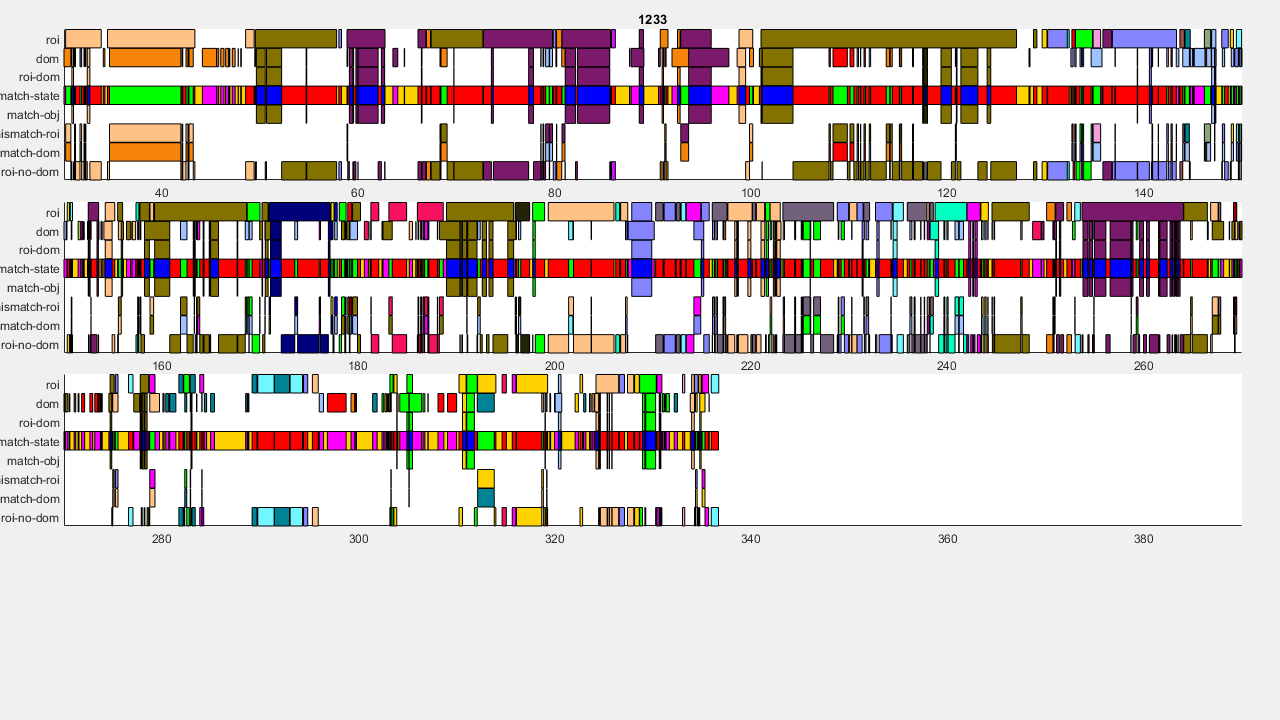 1233
roi
dom
roi-dom
match-state
match-obj
ismatch-roi
match-dom
roi-no-dom
40 60 80 100 120 140
roi
dom
roi-dom
match-state
match-obj
ismatch-roi
match-dom
roi-no-dom
160 180 200 220 240 260
roi
dom
roi-dom
match-state
match-obj
ismatch-roi
match-dom
roi-no-dom
280 300 320 340 360 380